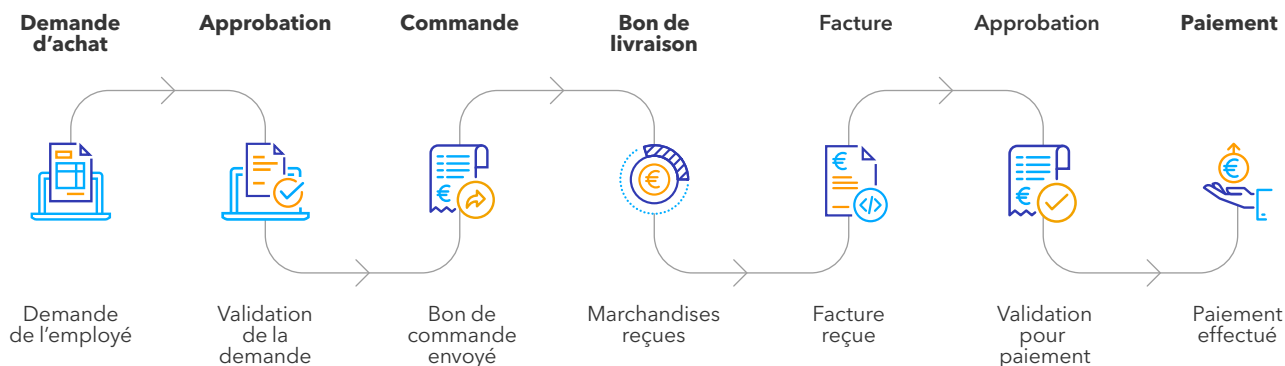 Demande
d'achat
Approbation
Commande
Bon de
livraison
Facture
Approbation
Paiement
€
€
€
€
</>
€
€
Demande
de l'employé
Validation
de la
demande
Bon de
commande
envoyé
Marchandises
reçues
Facture
reçue
Validation
pour
paiement
Paiement
effectué